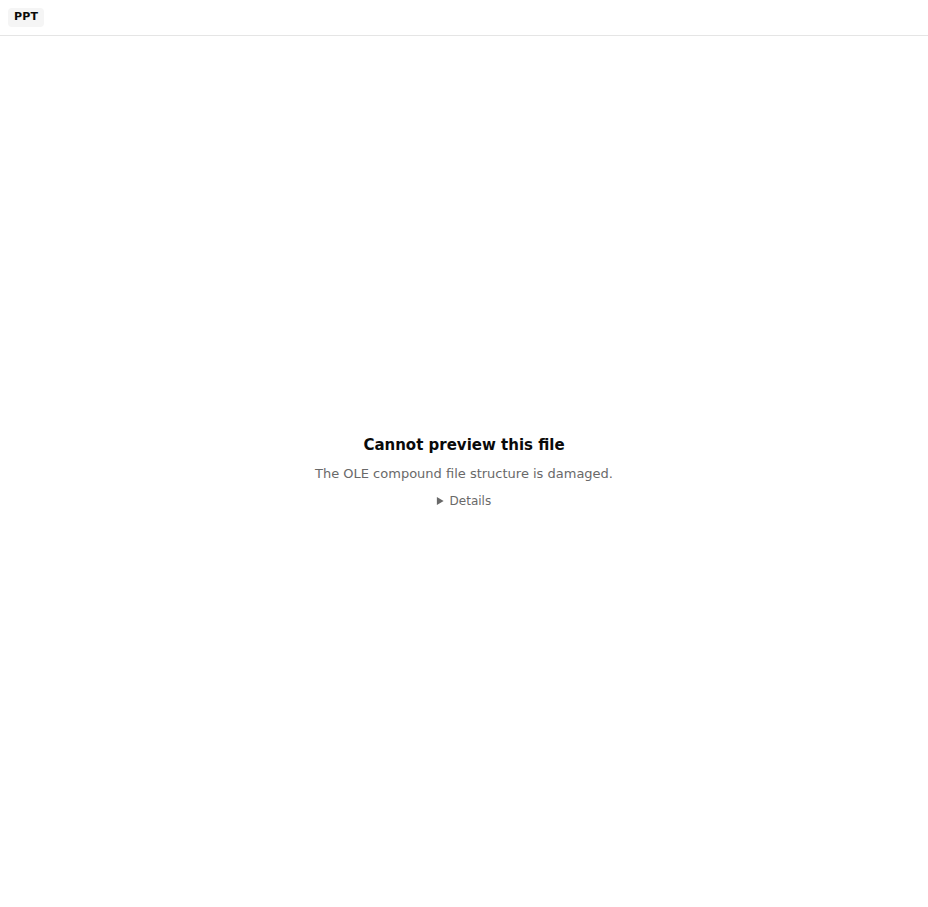 PPT
Cannot preview this file
The OLE compound file structure is damaged.
Details